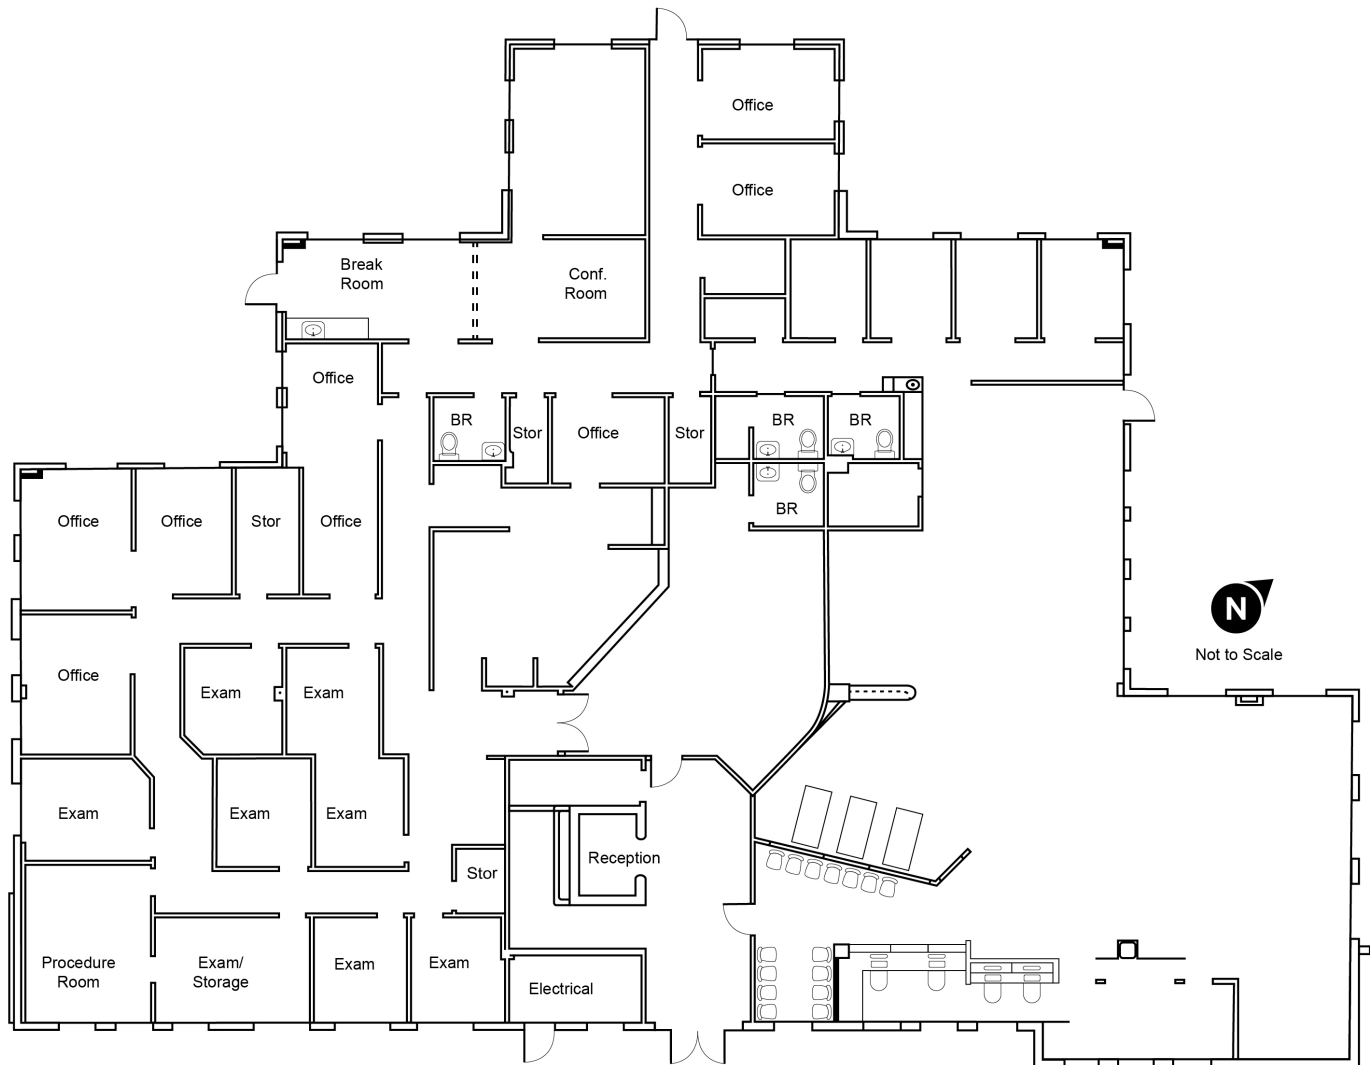 Office
Office
Break
Room
Conf.
Room
Office
BR
Stor
Office
Stor
BR
BR
Office
Office
Stor
Office
BR
N
Not to Scale
Office
Exam
Exam
Exam
Exam
Exam
Reception
Stor
Procedure
Room
Exam/
Storage
Exam
Exam
Electrical